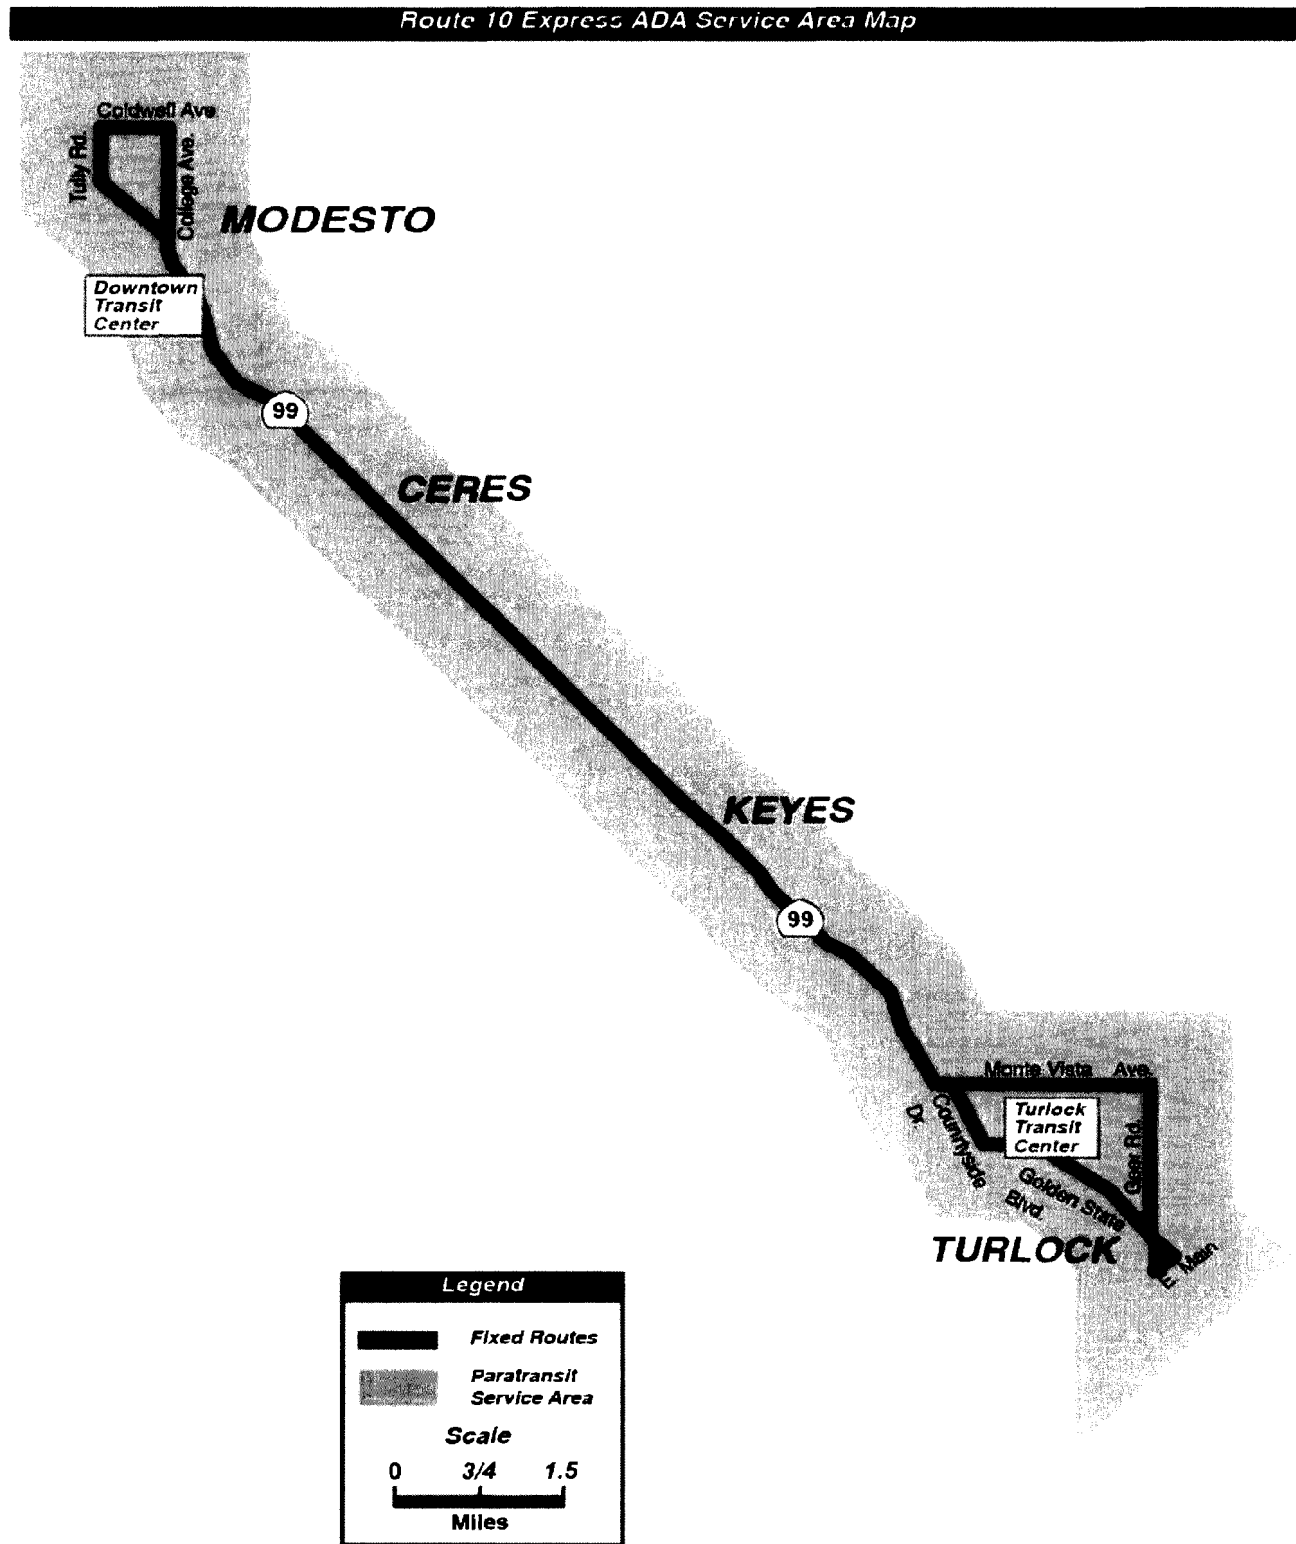 Route 10 Express ADA Service Area Map
Coldwell Ave
Tully Rd.
College Ave.
MODESTO
Downtown
Transit
Center
99
CERES
KEYES
99
Monte Vista Ave.
Dr.
Countryside
Turlock
Transit
Center
Geer Rd.
Golden State
Blvd.
TURLOCK
E. Main
Legend
Fixed Routes
Paratransit
Service Area
Scale
0 3/4 1.5
Miles